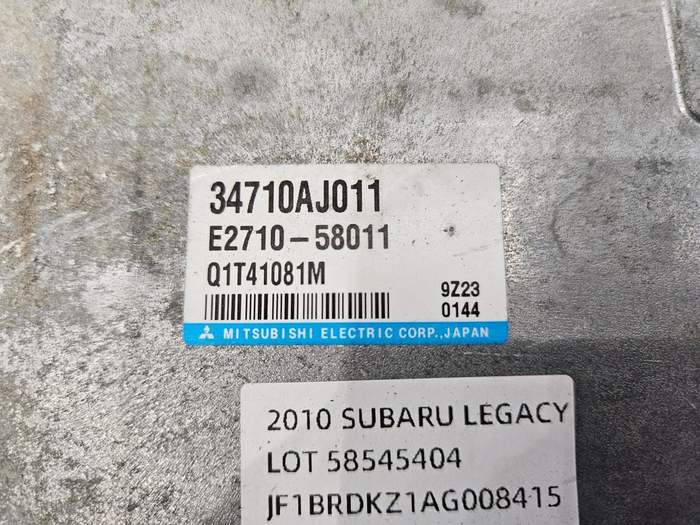 34710AJ011
E2710-58011
Q1T41081M
9Z23
0144
MITSUBISHI ELECTRIC CORP., JAPAN
2010 SUBARU LEGACY
LOT 58545404
JF1BRDKZ1AG008415